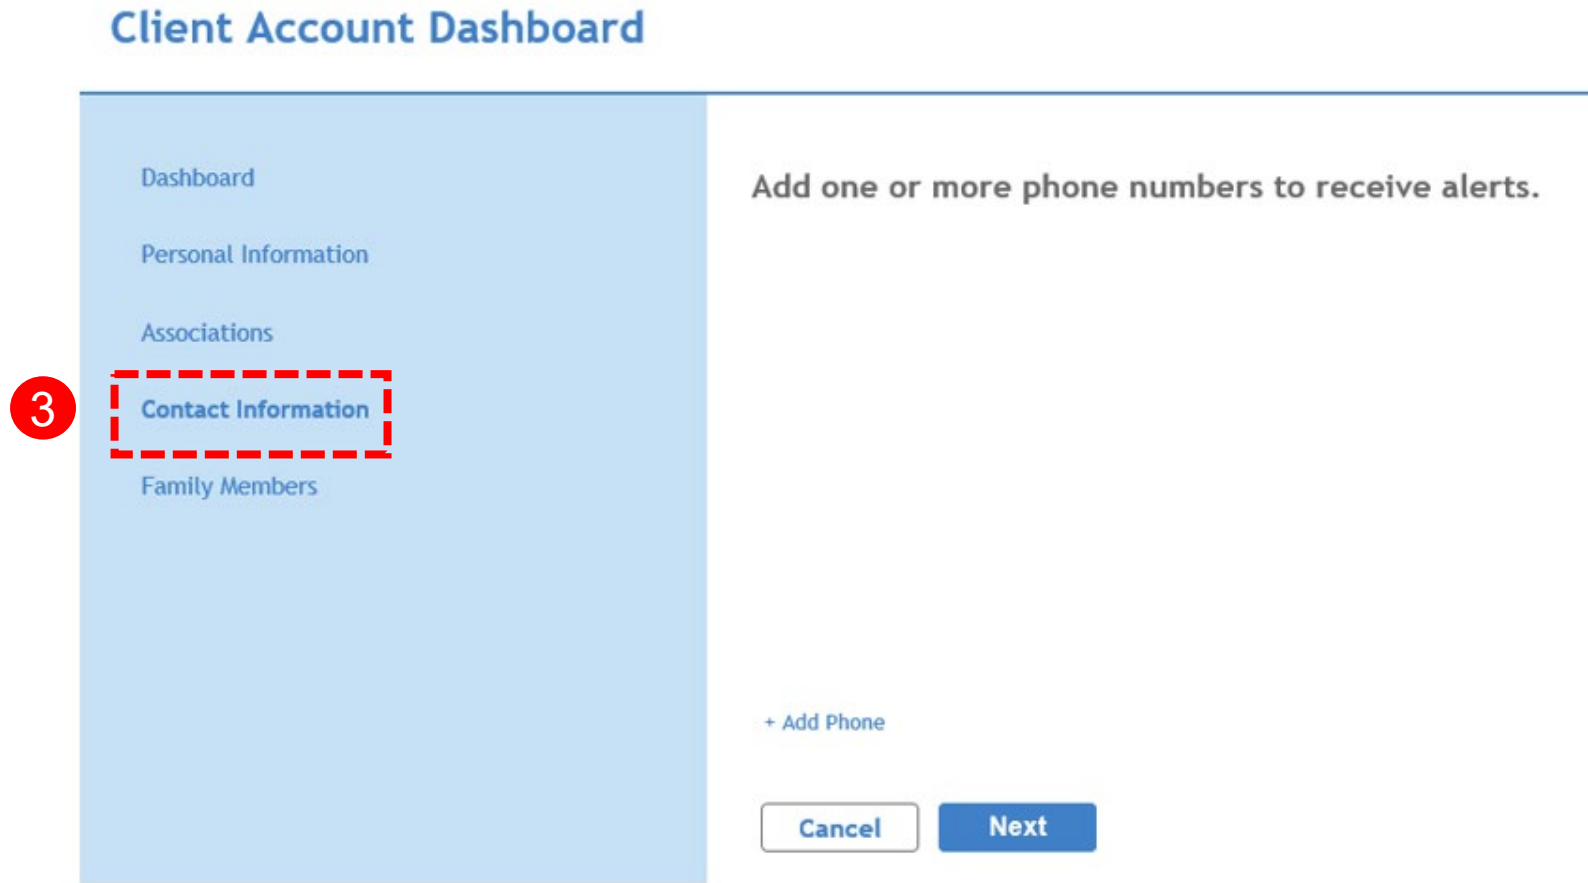 Client Account Dashboard
Dashboard
Personal Information
Associations
3
Contact Information
Family Members
Add one or more phone numbers to receive alerts.
+ Add Phone
Cancel
Next